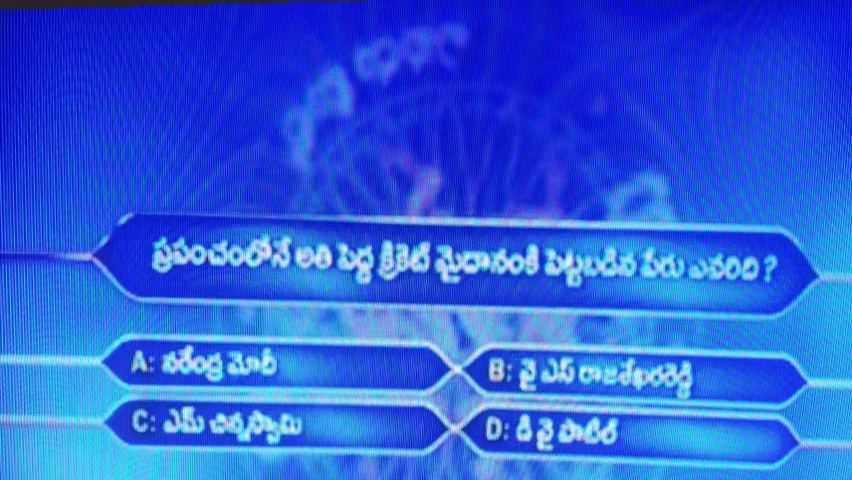 ప్రపంచంలోనే అతి పెద్ద క్రికెట్ మైదానంకి పెట్టబడిన పేరు ఎవరిది ?
A: నరేంద్ర మోదీ
B: వై ఎస్ రాజశేఖరరెడ్డి
C: ఎమ్ చిన్నస్వామి
D: డి వై పాటిల్